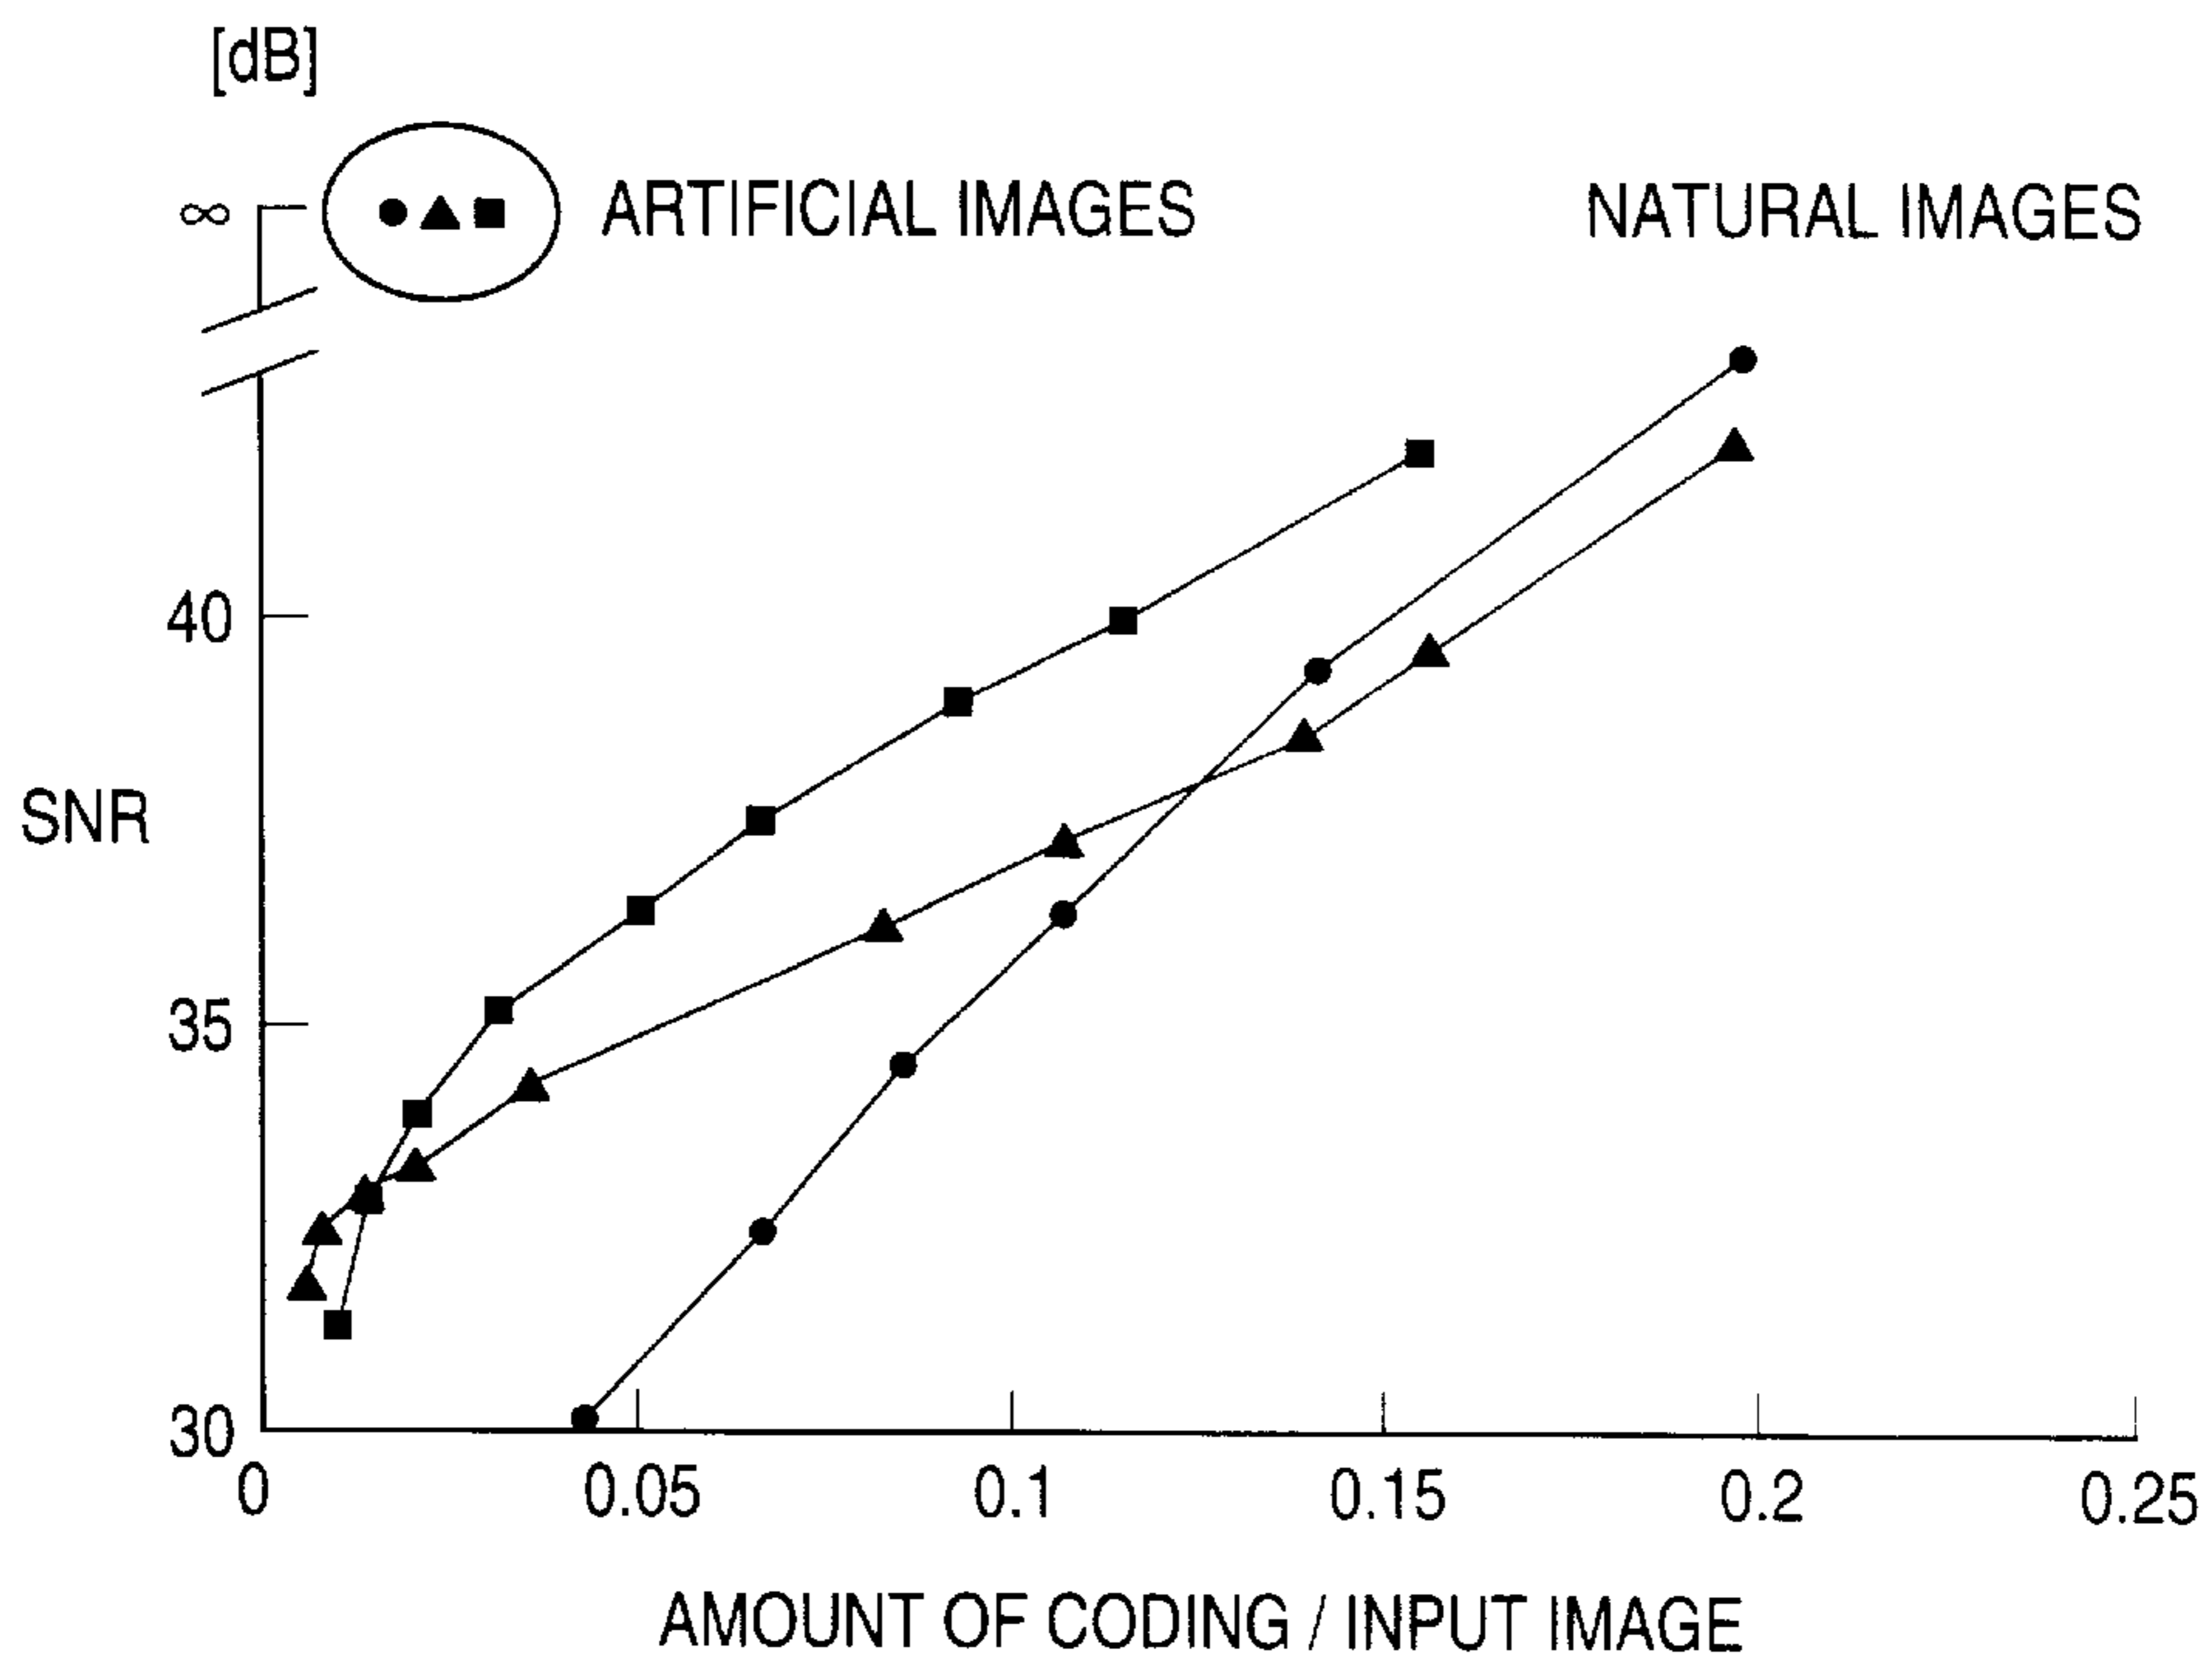 [dB]
∞
ARTIFICIAL IMAGES
NATURAL IMAGES
40
SNR
35
30
0 0.05 0.1 0.15 0.2 0.25
AMOUNT OF CODING / INPUT IMAGE